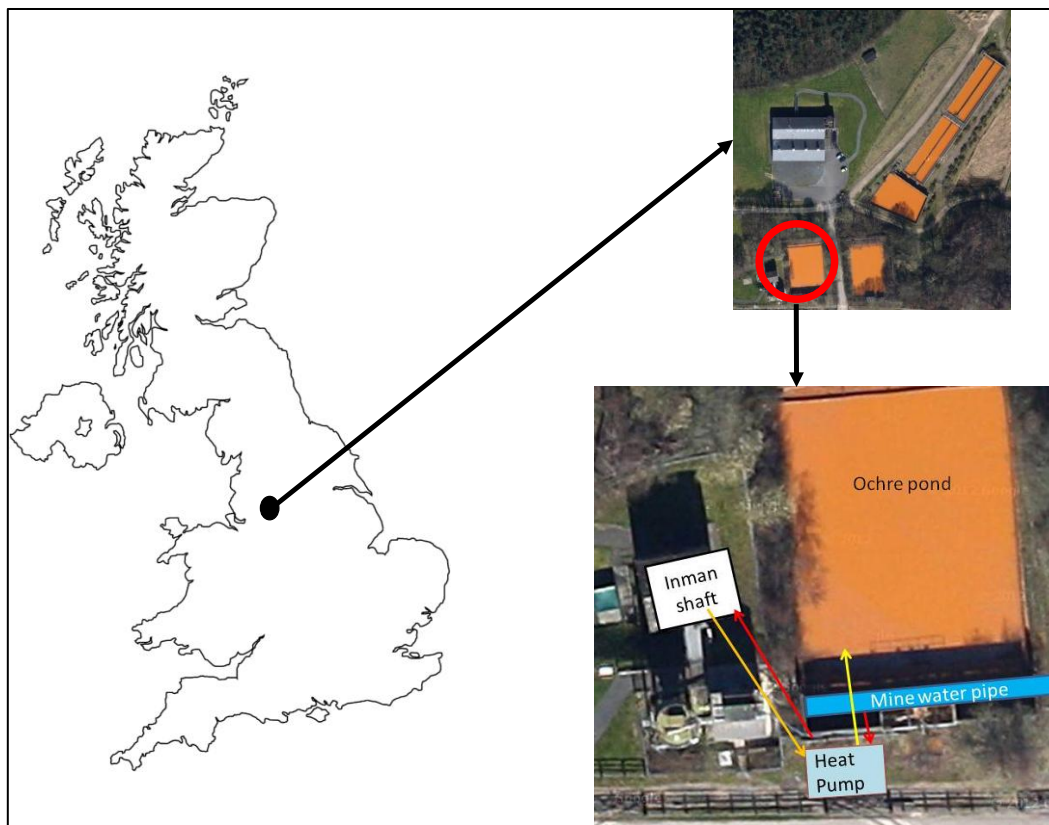 Ochre pond
Inman
shaft
Mine water pipe
Heat
Pump